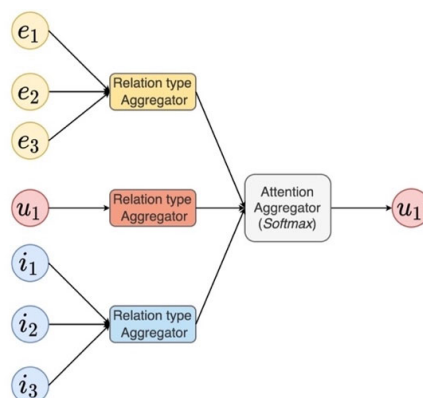 e1
e2
e3
Relation type
Aggregator
u1
Relation type
Aggregator
Attention
Aggregator
(Softmax)
u1
i1
i2
i3
Relation type
Aggregator